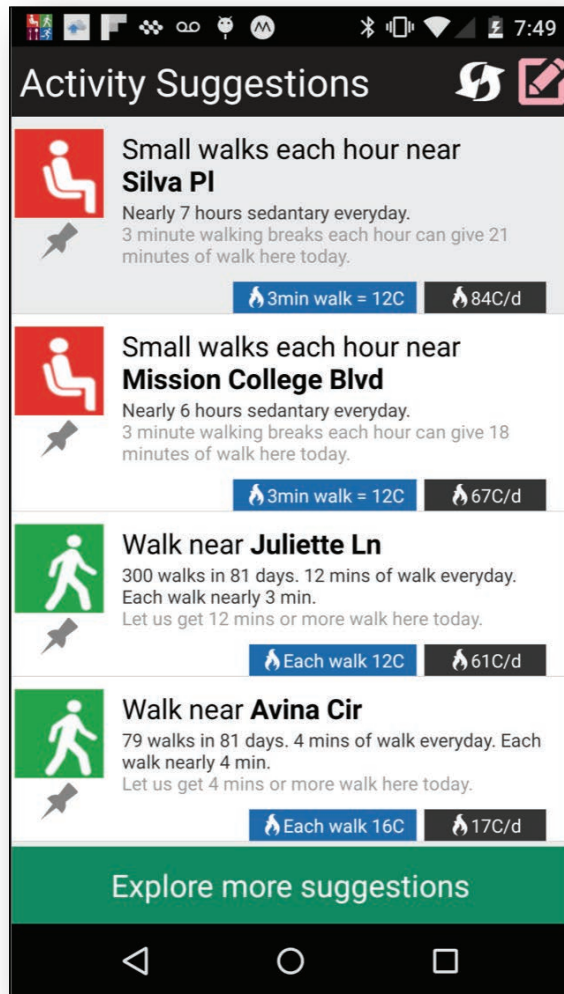 7:49
Activity Suggestions
Small walks each hour near
Silva Pl
Nearly 7 hours sedantary everyday.
3 minute walking breaks each hour can give 21
minutes of walk here today.
3min walk = 12C 84C/d
Small walks each hour near
Mission College Blvd
Nearly 6 hours sedantary everyday.
3 minute walking breaks each hour can give 18
minutes of walk here today.
3min walk = 12C 67C/d
Walk near Juliette Ln
300 walks in 81 days. 12 mins of walk everyday.
Each walk nearly 3 min.
Let us get 12 mins or more walk here today.
Each walk 12C 61C/d
Walk near Avina Cir
79 walks in 81 days. 4 mins of walk everyday. Each
walk nearly 4 min.
Let us get 4 mins or more walk here today.
Each walk 16C 17C/d
Explore more suggestions